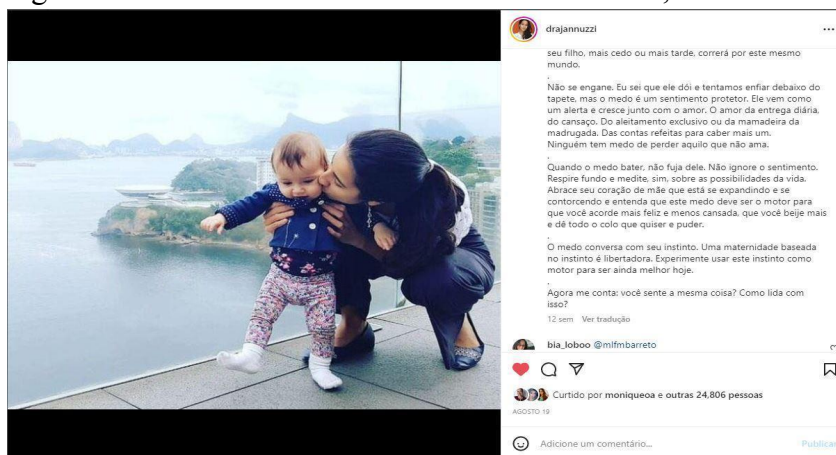 drajannuzzi
seu filho, mais cedo ou mais tarde, correrá por este mesmo
mundo.
.
Não se engane. Eu sei que ele dói e tentamos enfiar debaixo do
tapete, mas o medo é um sentimento protetor. Ele vem como
um alerta e cresce junto com o amor. O amor da entrega diária,
do cansaço. Do aleitamento exclusivo ou da mamadeira da
madrugada. Das contas refeitas para caber mais um.
Ninguém tem medo de perder aquilo que não ama.
.
Quando o medo bater, não fuja dele. Não ignore o sentimento.
Respire fundo e medite, sim, sobre as possibilidades da vida.
Abrace seu coração de mãe que está se expandindo e se
contorcendo e entenda que este medo deve ser o motor para
que você acorde mais feliz e menos cansada, que você beije mais
e dê todo o colo que quiser e puder.
.
O medo conversa com seu instinto. Uma maternidade baseada
no instinto é libertadora. Experimente usar este instinto como
motor para ser ainda melhor hoje.
.
Agora me conta: você sente a mesma coisa? Como lida com
isso?
12 sem Ver tradução
bia_loboo @mlfmbarreto
Curtido por moniqueoa e outras 24,806 pessoas
AGOSTO 19
Adicione um comentário... Publicar